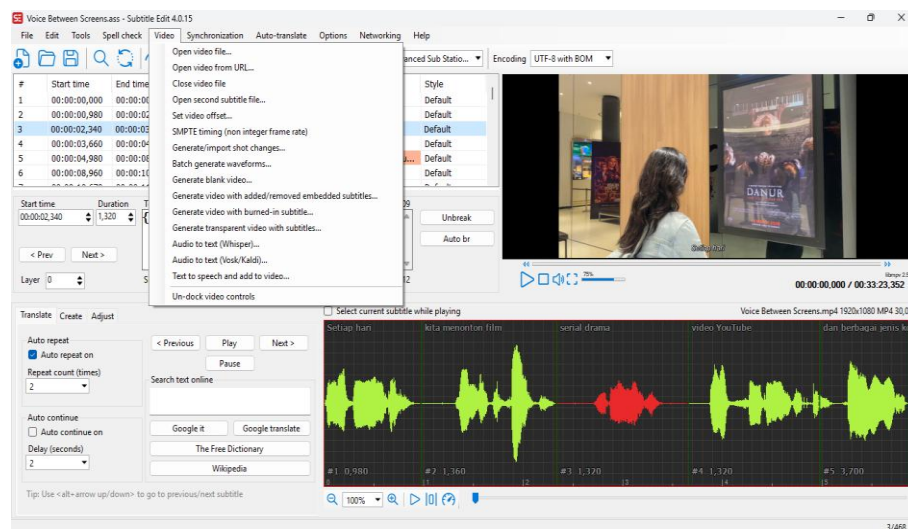 Voice Between Screens.ass - Subtitle Edit 4.0.15
File Edit Tools Spell check Video Synchronization Auto-translate Options Networking Help
Encoding UTF-8 with BOM
Open video file...
Open video from URL...
Close video file
Open second subtitle file...
Set video offset...
SMPTE timing (non integer frame rate)
Generate/import shot changes...
Batch generate waveforms...
Generate blank video...
Generate video with added/removed embedded subtitles...
Generate video with burned-in subtitle...
Generate transparent video with subtitles...
Audio to text (Whisper)...
Audio to text (Vosk/Kaldi)...
Text to speech and add to video...
Un-dock video controls
# Start time End time Style
1 00:00:00,000 Default
2 00:00:00,980 Default
3 00:00:02,340 Default
4 00:00:03,660 Default
5 00:00:04,980 Default
6 00:00:08,960 Default
Start time Duration
00:00:02,340 1,320
Unbreak
Auto br
< Prev Next >
Layer 0
DANUR
Setiap hari
75%
00:00:00,000 / 00:33:23,352
Translate Create Adjust
Select current subtitle while playing
Voice Between Screens.mp4 1920x1080 MP4 30,0
Auto repeat
Auto repeat on
Repeat count (times)
2
Auto continue
Auto continue on
Delay (seconds)
2
< Previous Play Next >
Pause
Search text online
Google it Google translate
The Free Dictionary
Wikipedia
Tip: Use <alt+arrow up/down> to go to previous/next subtitle
Setiap hari kita menonton film serial drama video YouTube dan berbagai jenis
#1 0,980 #2 1,360 #3 1,320 #4 1,320 #5 3,700
100%
3/468